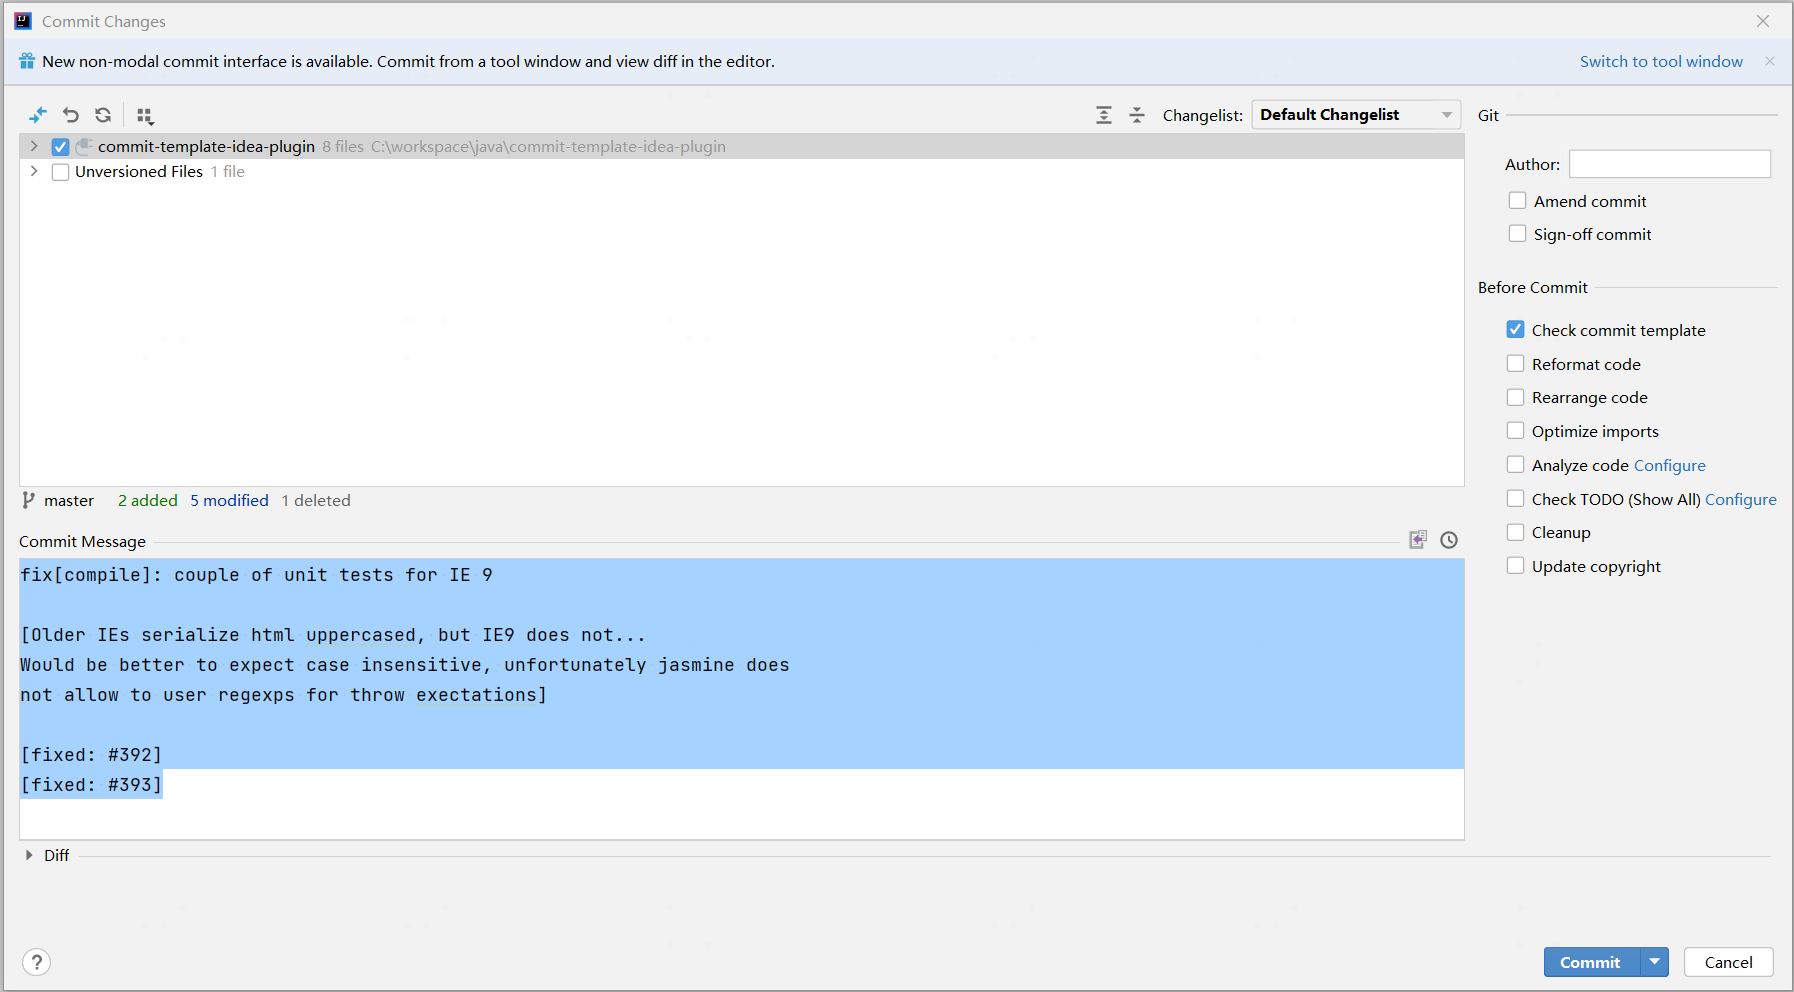 Commit Changes
New non-modal commit interface is available. Commit from a tool window and view diff in the editor.
Switch to tool window
Changelist: Default Changelist
commit-template-idea-plugin 8 files C:\workspace\java\commit-template-idea-plugin
Unversioned Files 1 file
master 2 added 5 modified 1 deleted
Commit Message
fix[compile]: couple of unit tests for IE 9
[Older IEs serialize html uppercased, but IE9 does not...
Would be better to expect case insensitive, unfortunately jasmine does
not allow to user regexps for throw exectations]
[fixed: #392]
[fixed: #393]
Diff
Git
Author:
Amend commit
Sign-off commit
Before Commit
Check commit template
Reformat code
Rearrange code
Optimize imports
Analyze code Configure
Check TODO (Show All) Configure
Cleanup
Update copyright
?
Commit
Cancel